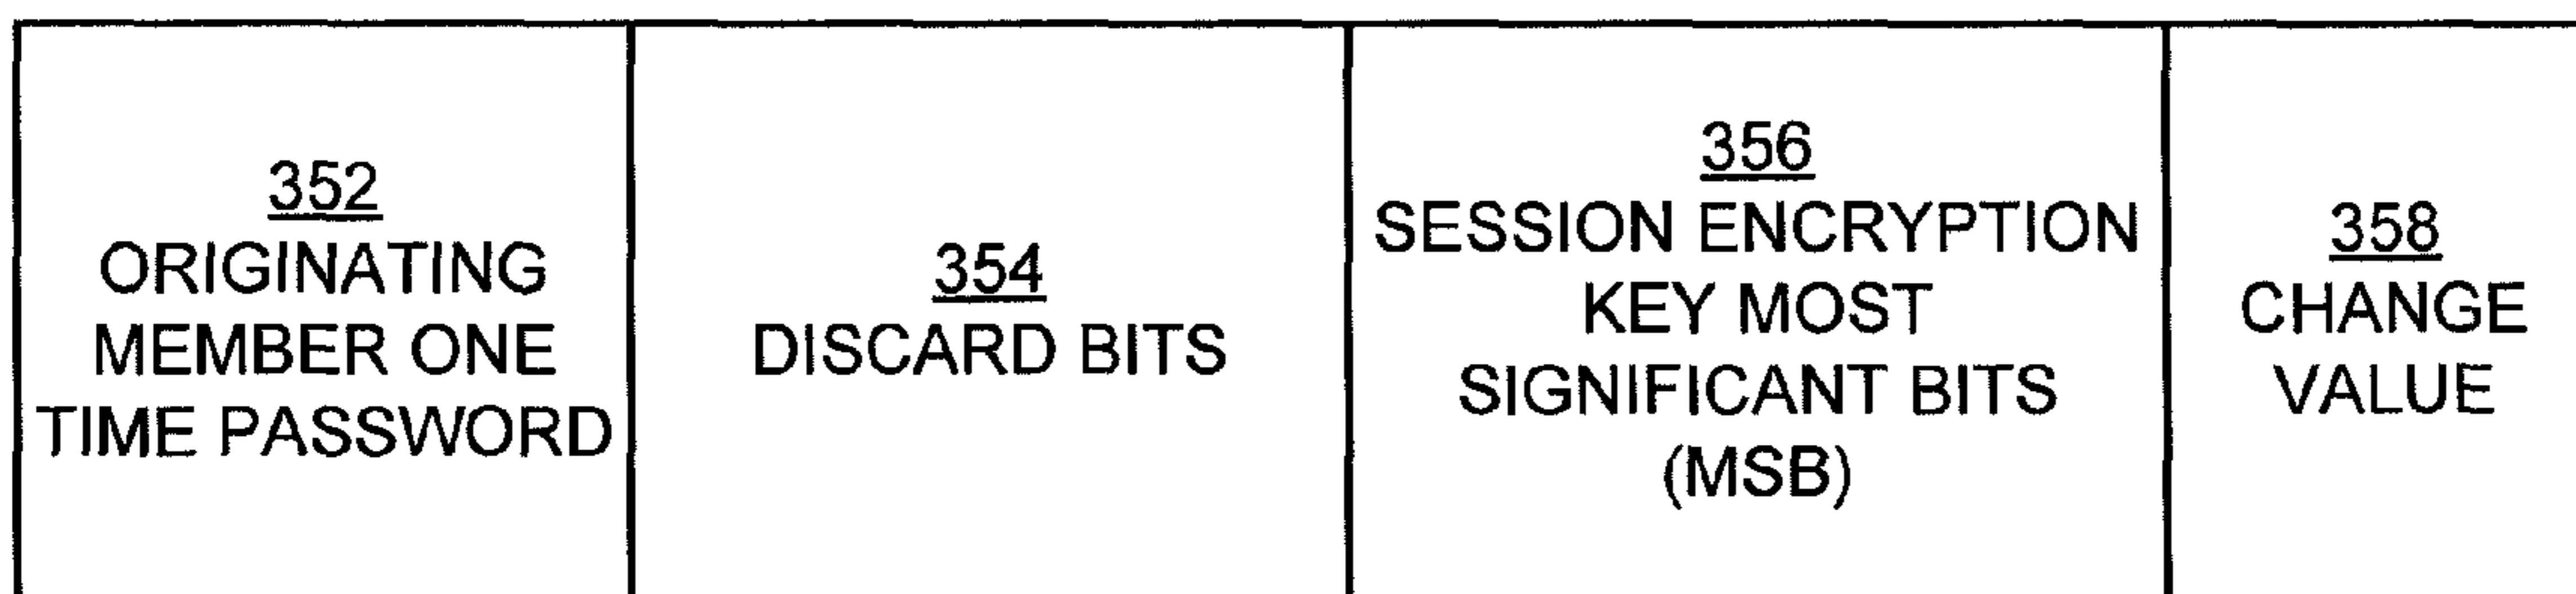 352
ORIGINATING
MEMBER ONE
TIME PASSWORD
354
DISCARD BITS
356
SESSION ENCRYPTION
KEY MOST
SIGNIFICANT BITS
(MSB)
358
CHANGE
VALUE